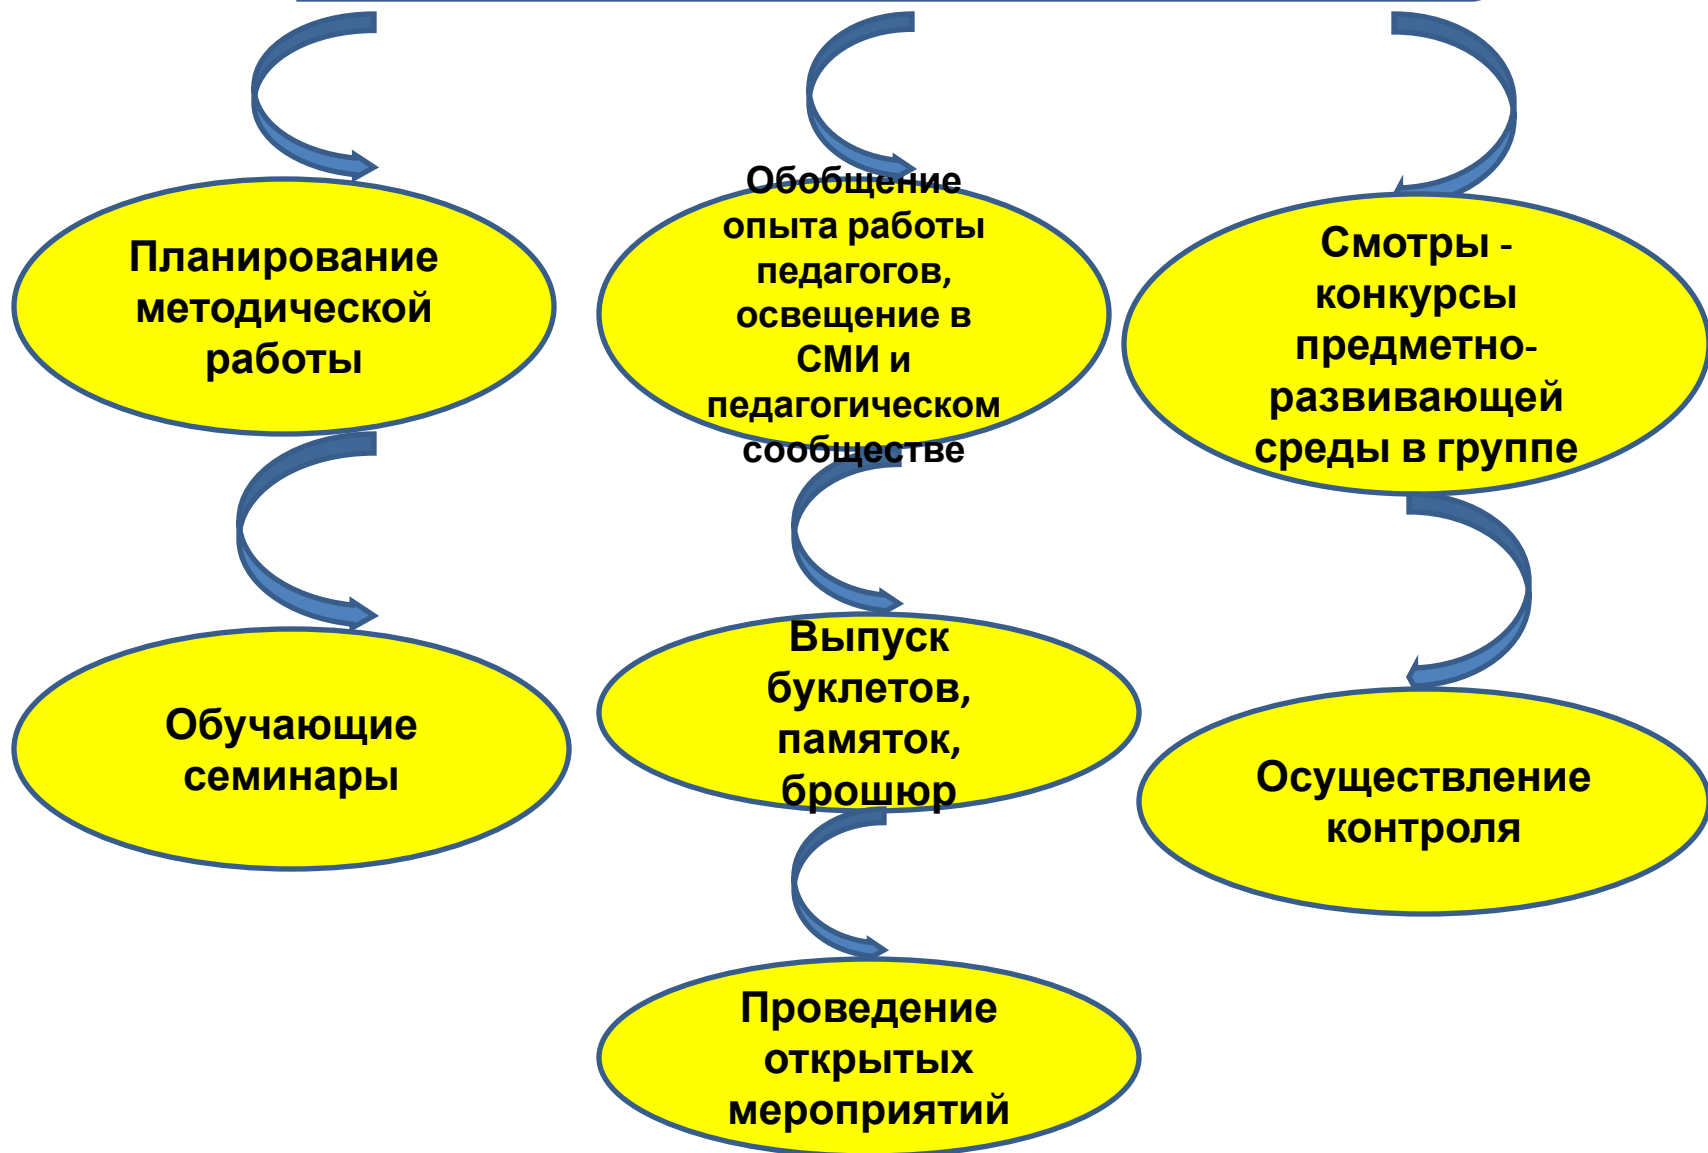 Планирование
методической
работы
Обобщение
опыта работы
педагогов,
освещение в
СМИ и
педагогическом
сообществе
Смотры -
конкурсы
предметно-
развивающей
среды в группе
Обучающие
семинары
Выпуск
буклетов,
памяток,
брошюр
Осуществление
контроля
Проведение
открытых
мероприятий